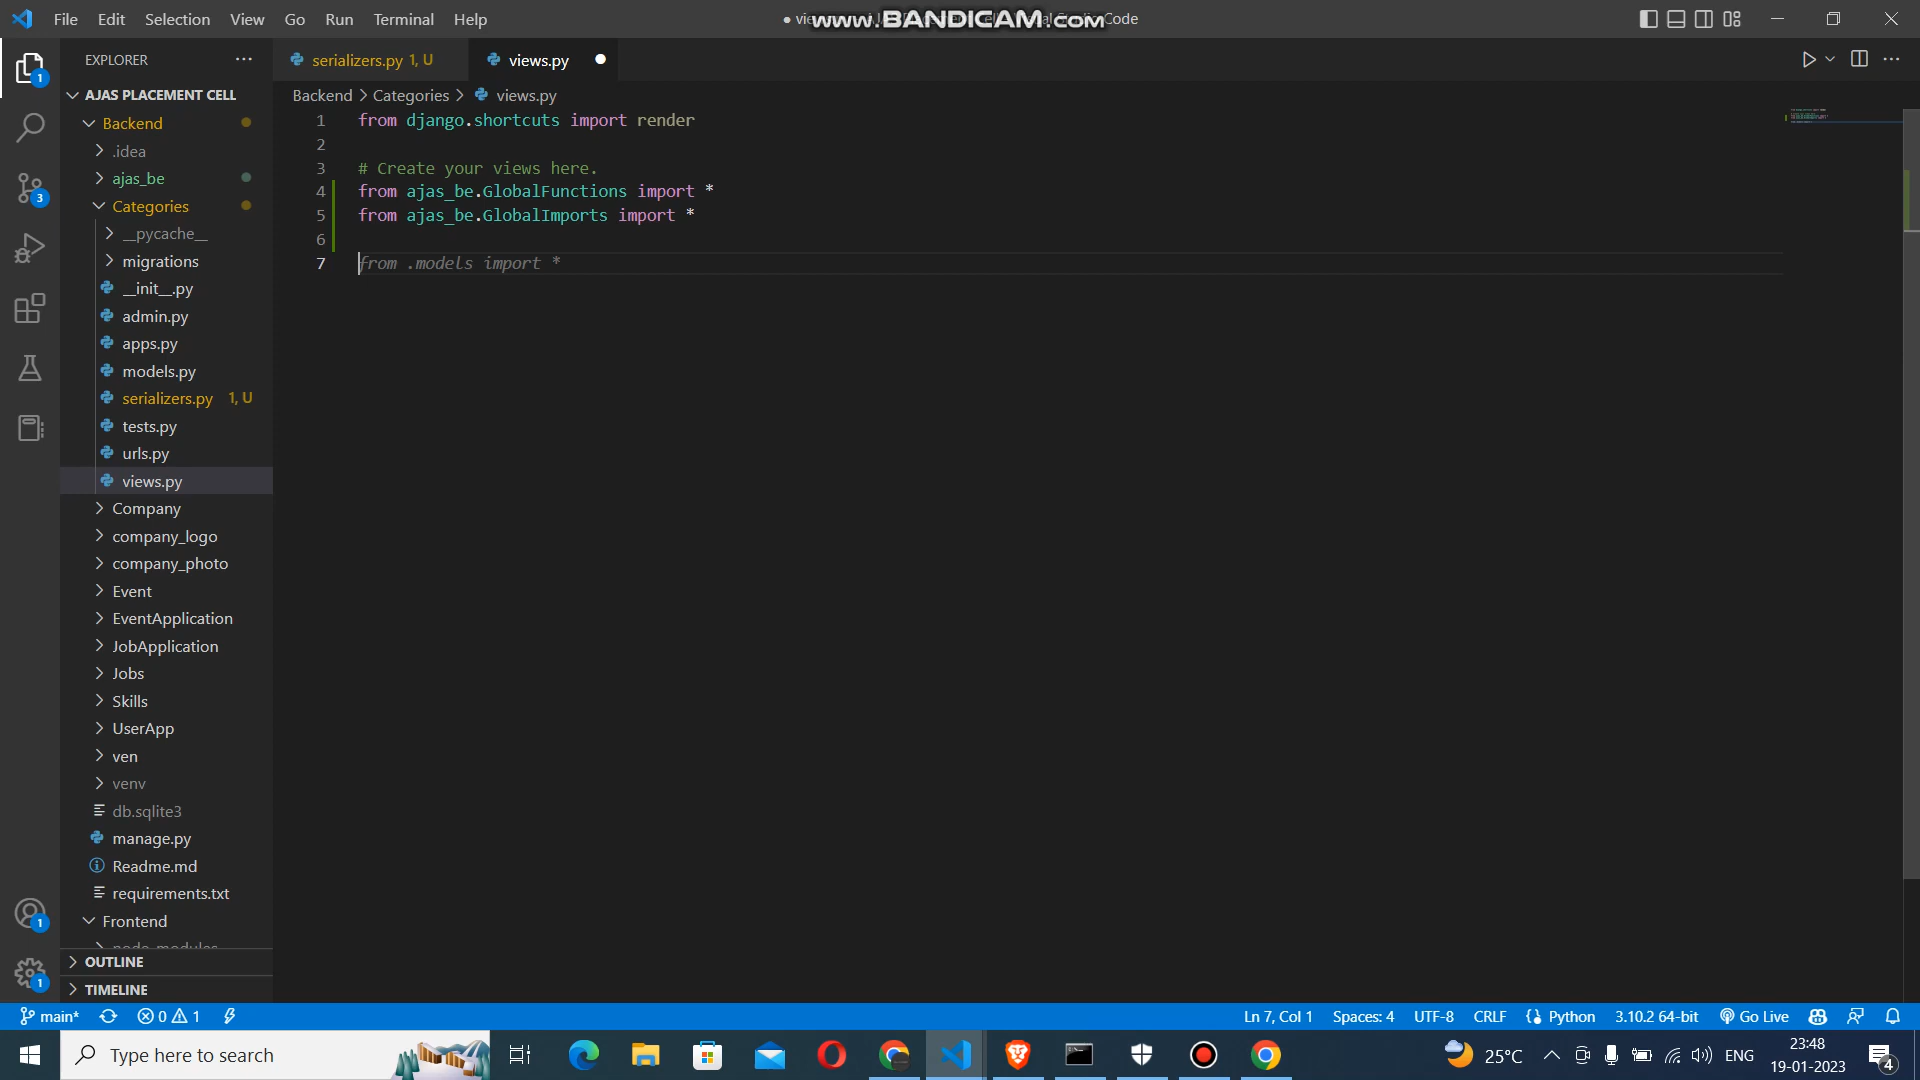 File Edit Selection View Go Run Terminal Help
www.BANDICAM.com
Code
EXPLORER
serializers.py 1, U
views.py
AJAS PLACEMENT CELL
Backend > Categories > views.py
Backend
.idea
ajas_be
Categories
__pycache__
migrations
__init__.py
admin.py
apps.py
models.py
serializers.py 1, U
tests.py
urls.py
views.py
Company
company_logo
company_photo
Event
EventApplication
JobApplication
Jobs
Skills
UserApp
ven
venv
db.sqlite3
manage.py
Readme.md
requirements.txt
Frontend
node_modules
OUTLINE
TIMELINE
1 from django.shortcuts import render
2
3 # Create your views here.
4 from ajas_be.GlobalFunctions import *
5 from ajas_be.GlobalImports import *
6
7 from .models import *
1
3
1
1
main* 0 1
Ln 7, Col 1 Spaces: 4 UTF-8 CRLF Python 3.10.2 64-bit Go Live
Type here to search
25°C ENG
23:48
19-01-2023
4